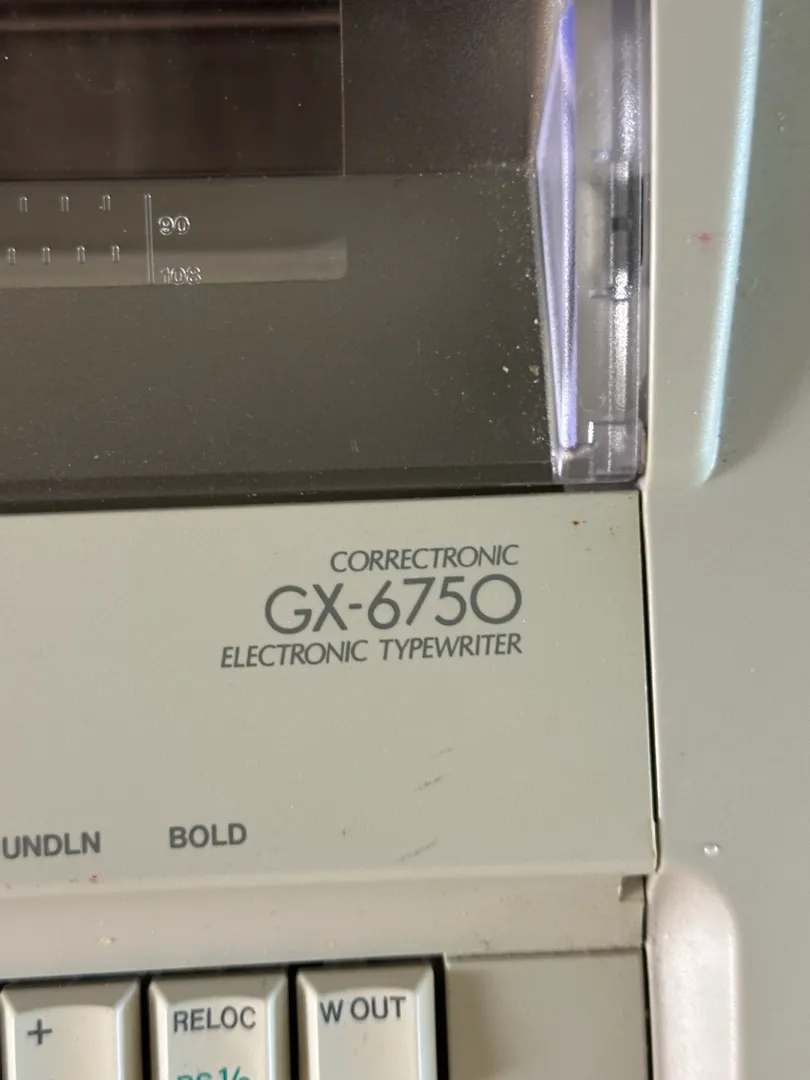 90
108
CORRECTRONIC
GX-6750
ELECTRONIC TYPEWRITER
UNDLN BOLD
+ RELOC W OUT